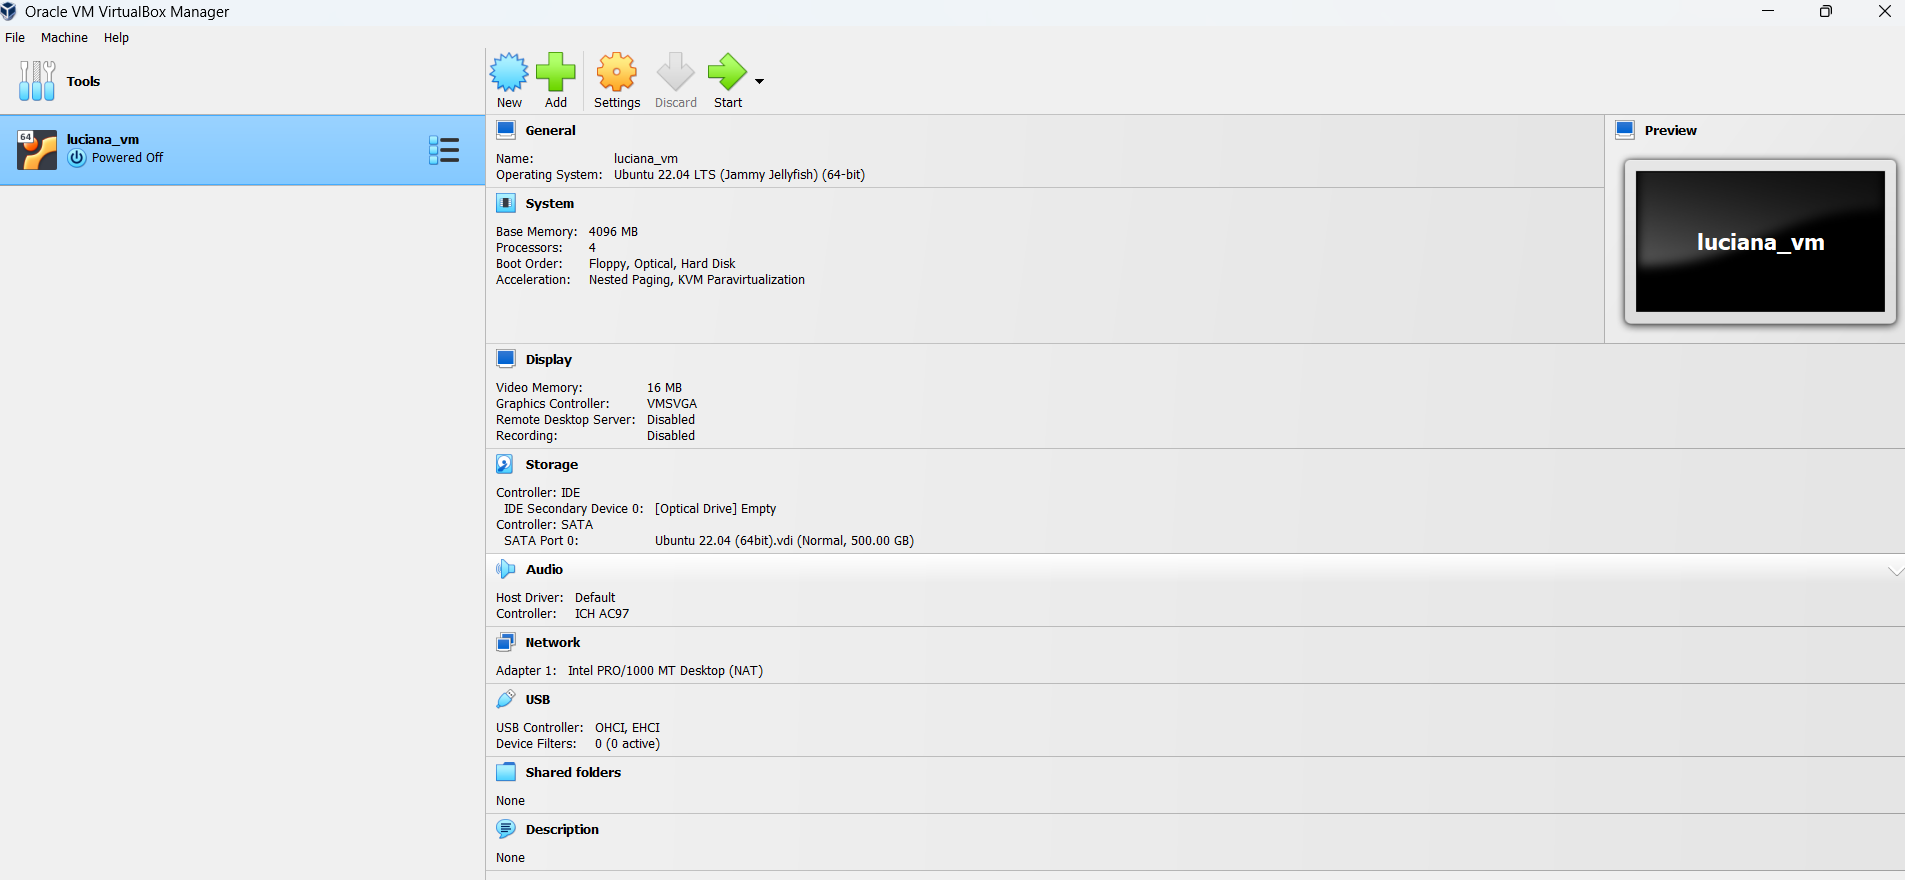 Oracle VM VirtualBox Manager
File Machine Help
Tools
New Add Settings Discard Start
64
luciana_vm
Powered Off
General
Name: luciana_vm
Operating System: Ubuntu 22.04 LTS (Jammy Jellyfish) (64-bit)
Preview
luciana_vm
System
Base Memory: 4096 MB
Processors: 4
Boot Order: Floppy, Optical, Hard Disk
Acceleration: Nested Paging, KVM Paravirtualization
Display
Video Memory: 16 MB
Graphics Controller: VMSVGA
Remote Desktop Server: Disabled
Recording: Disabled
Storage
Controller: IDE
IDE Secondary Device 0: [Optical Drive] Empty
Controller: SATA
SATA Port 0: Ubuntu 22.04 (64bit).vdi (Normal, 500.00 GB)
Audio
Host Driver: Default
Controller: ICH AC97
Network
Adapter 1: Intel PRO/1000 MT Desktop (NAT)
USB
USB Controller: OHCI, EHCI
Device Filters: 0 (0 active)
Shared folders
None
Description
None